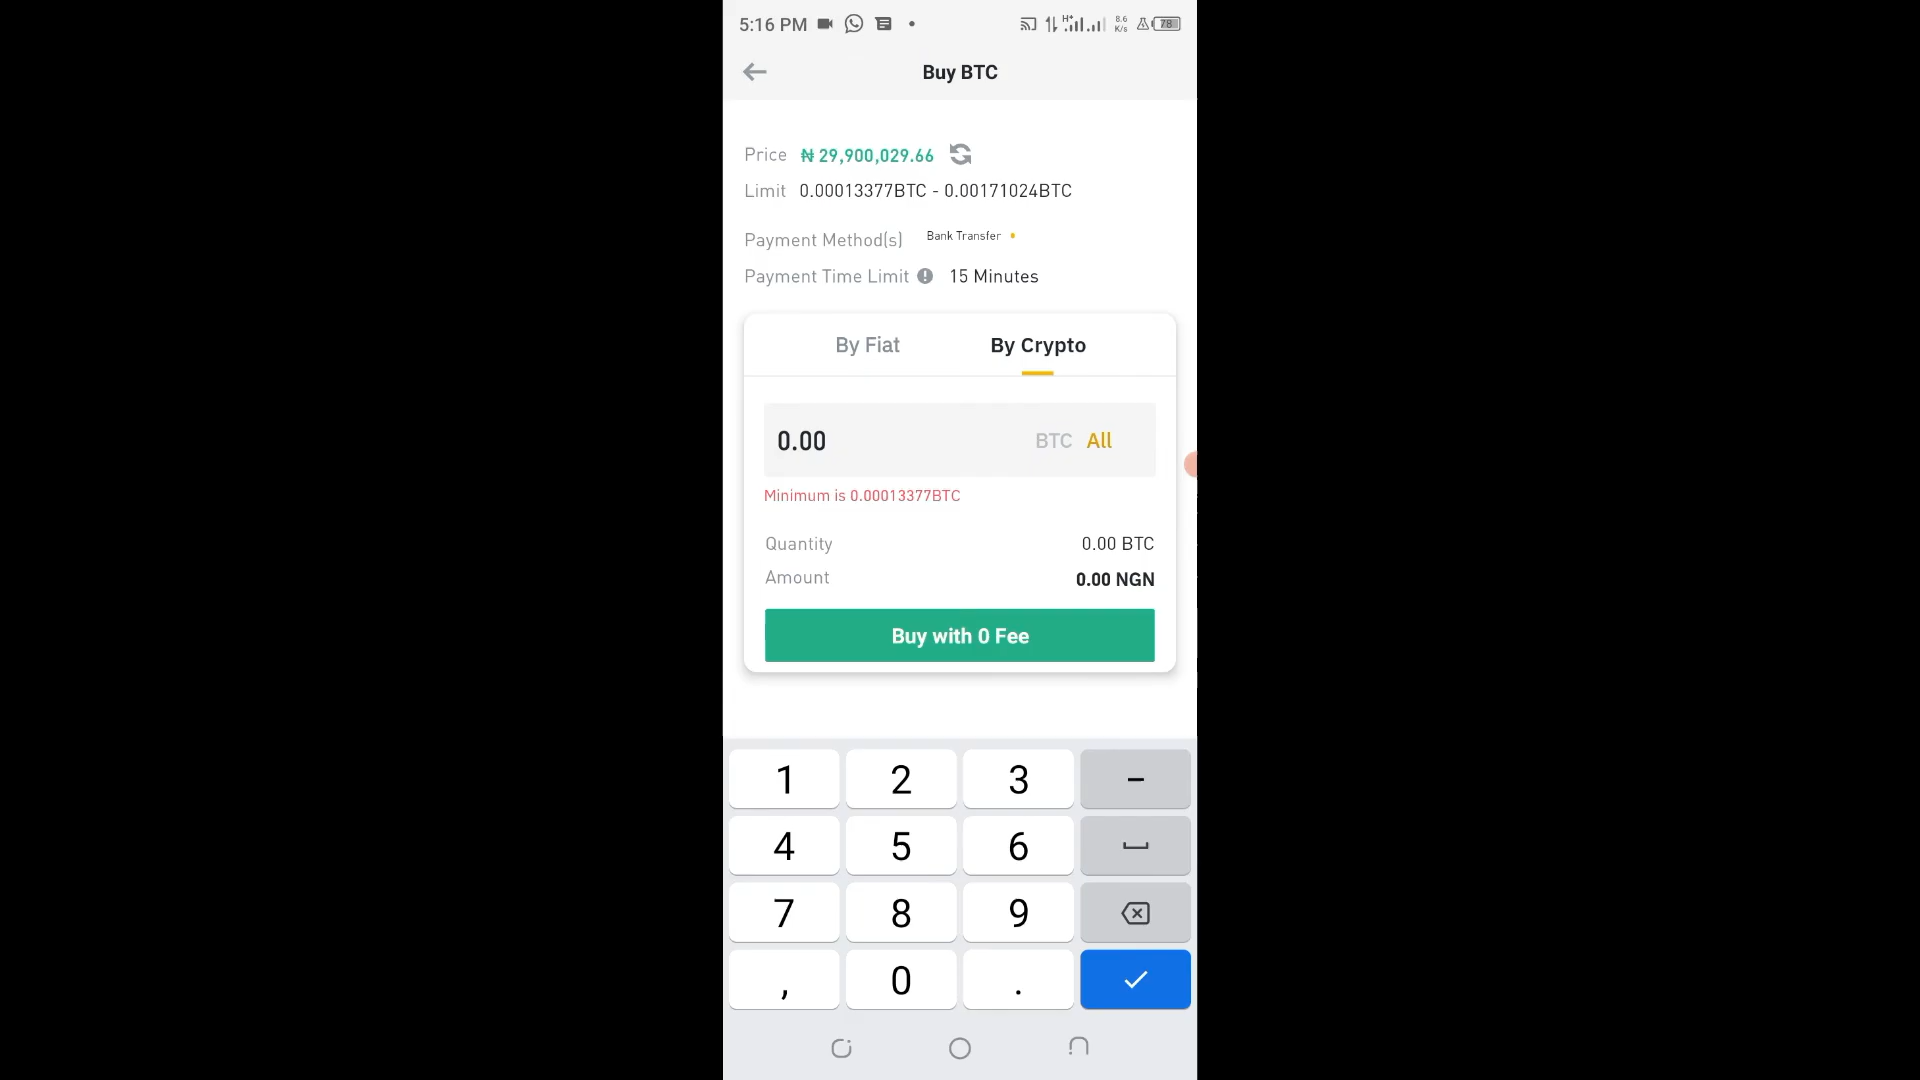 5:16 PM
H+
8.6
K/s
78
Buy BTC
Price ₦ 29,900,029.66
Limit 0.00013377BTC - 0.00171024BTC
Payment Method(s) Bank Transfer
Payment Time Limit 15 Minutes
By Fiat By Crypto
0.00 BTC All
Minimum is 0.00013377BTC
Quantity 0.00 BTC
Amount 0.00 NGN
Buy with 0 Fee
1 2 3 -
4 5 6
7 8 9
, 0 .